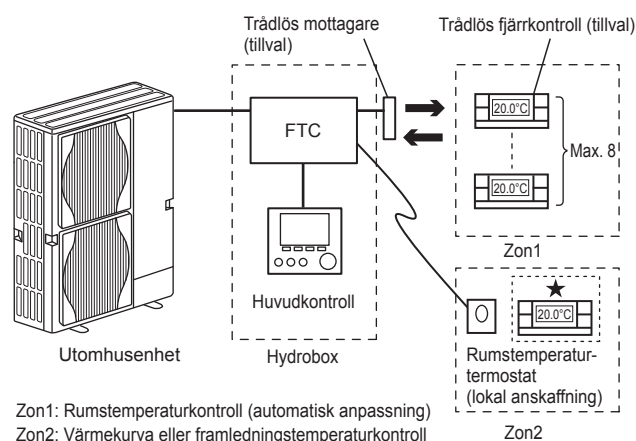 Trådlös mottagare
(tillval)
Trådlös fjärrkontroll (tillval)
FTC
20.0°C
20.0°C
Max. 8
Zon1
Huvudkontroll
Utomhusenhet
Hydrobox
★
20.0°C
Rumstemperatur-
termostat
(lokal anskaffning)
Zon2
Zon1: Rumstemperaturkontroll (automatisk anpassning)
Zon2: Värmekurva eller framledningstemperaturkontroll